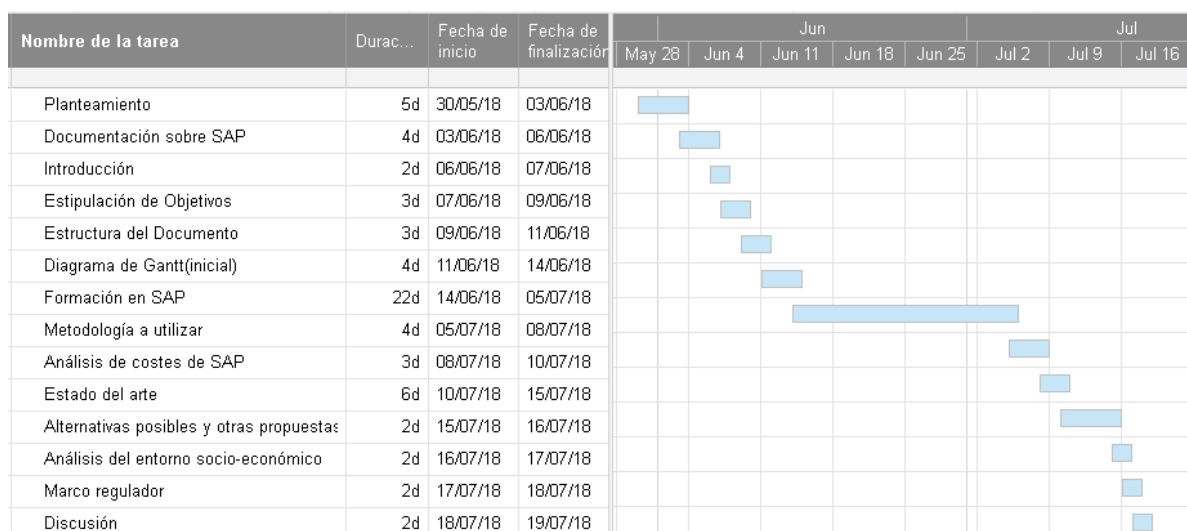 Nombre de la tarea Durac... Fecha de inicio Fecha de finalización Jun Jul
May 28 Jun 4 Jun 11 Jun 18 Jun 25 Jul 2 Jul 9 Jul 16
Planteamiento 5d 30/05/18 03/06/18
Documentación sobre SAP 4d 03/06/18 06/06/18
Introducción 2d 06/06/18 07/06/18
Estipulación de Objetivos 3d 07/06/18 09/06/18
Estructura del Documento 3d 09/06/18 11/06/18
Diagrama de Gantt(inicial) 4d 11/06/18 14/06/18
Formación en SAP 22d 14/06/18 05/07/18
Metodología a utilizar 4d 05/07/18 08/07/18
Análisis de costes de SAP 3d 08/07/18 10/07/18
Estado del arte 6d 10/07/18 15/07/18
Alternativas posibles y otras propuestas 2d 15/07/18 16/07/18
Análisis del entorno socio-económico 2d 16/07/18 17/07/18
Marco regulador 2d 17/07/18 18/07/18
Discusión 2d 18/07/18 19/07/18